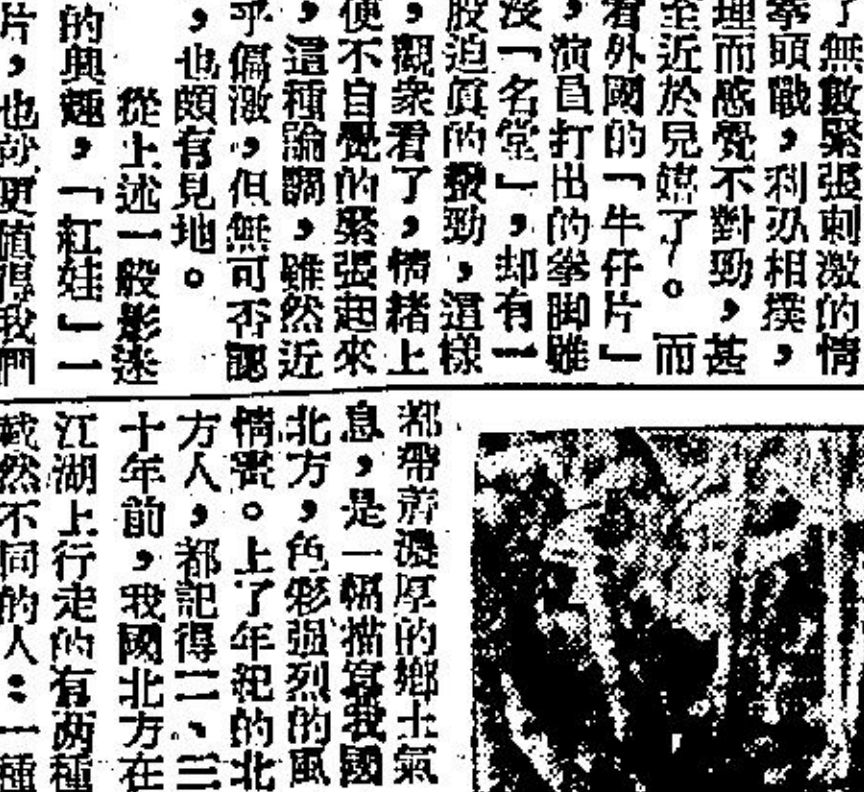 了無數緊張刺激的情
拳頭戰，利刃相撲，
理而感覺不對勁，甚
至近於見嬉了。而
看外國的「牛仔片」
，演員打出的拳脚雖
沒「名堂」，却有一
股迫真的狠勁，這樣
，觀衆看了，情緒上
便不自覺的緊張起來
，這種論調，雖然近
乎偏激，但無可否認
，也頗有見地。
從上述一般影迷
的興趣，「紅娃」一
片，也就更值得我們
都帶着濃厚的鄉土氣
息，是一幅描寫我國
北方，色彩强烈的風
情畫。上了年紀的北
方人，都記得二、三
十年前，我國北方在
江湖上行走的有两種
截然不同的人：一種